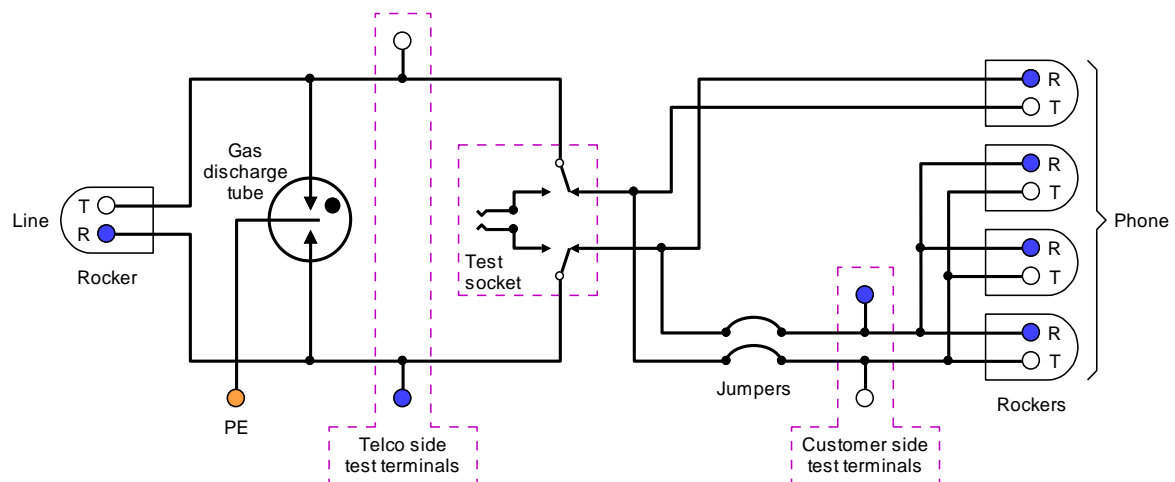 Line
T
R
Rocker
Gas
discharge
tube
PE
Telco side
test terminals
Test
socket
Jumpers
Customer side
test terminals
R
T
R
T
R
T
R
T
Rockers
Phone